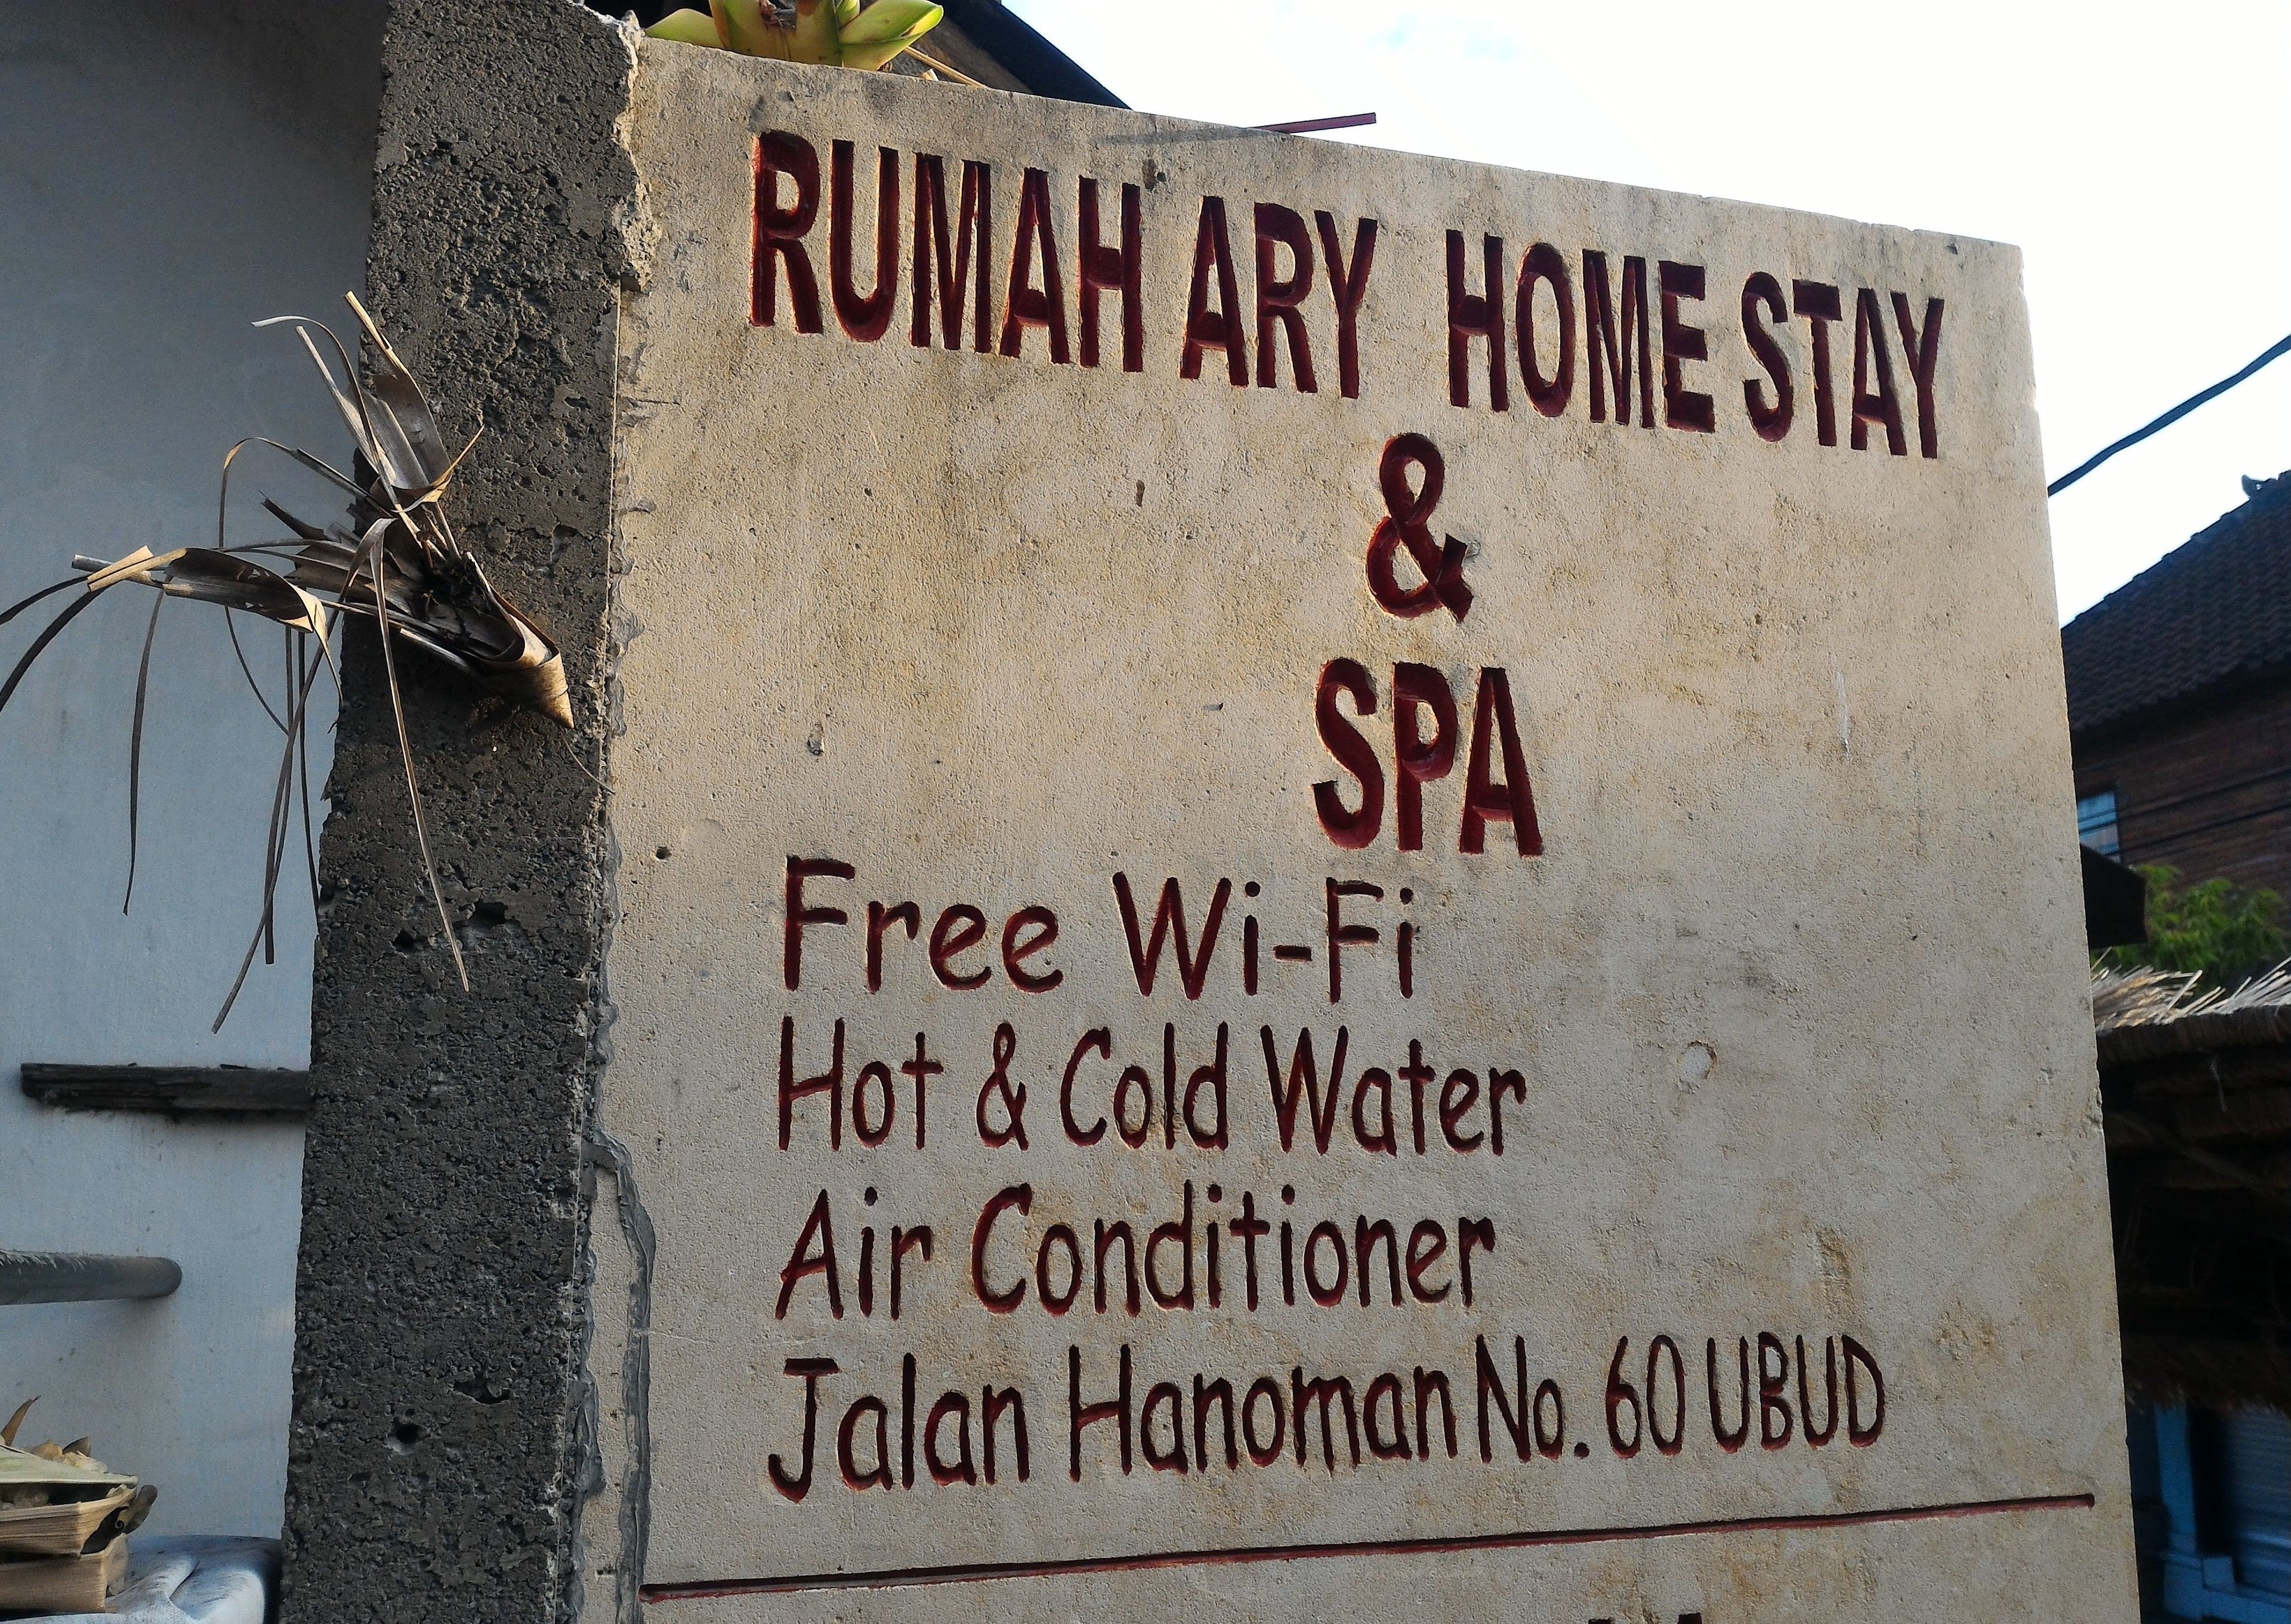 RUMAH ARY HOME STAY
&
SPA
Free Wi-Fi
Hot & Cold Water
Air Conditioner
Jalan Hanoman No. 60 UBUD